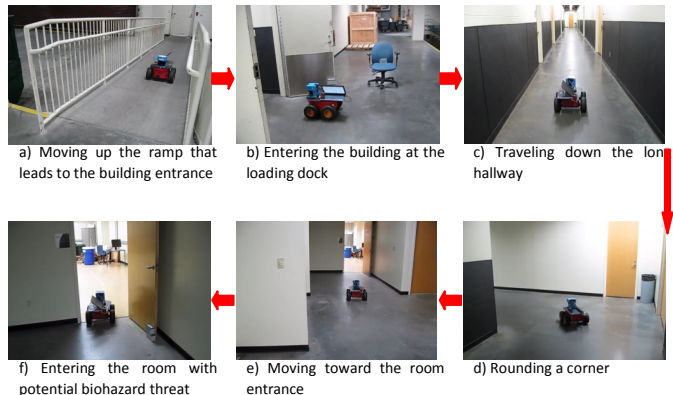 a) Moving up the ramp that
leads to the building entrance
b) Entering the building at the
loading dock
c) Traveling down the lon
hallway
f) Entering the room with
potential biohazard threat
e) Moving toward the room
entrance
d) Rounding a corner